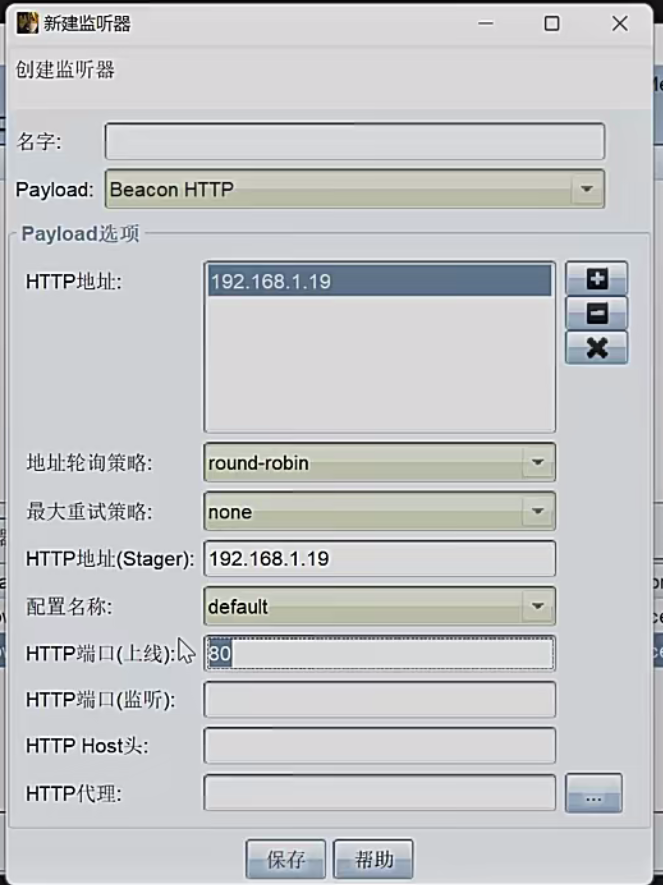 新建监听器
创建监听器
名字:
Payload: Beacon HTTP
Payload选项
HTTP地址: 192.168.1.19
地址轮询策略: round-robin
最大重试策略: none
HTTP地址(Stager): 192.168.1.19
配置名称: default
HTTP端口(上线): 80
HTTP端口(监听):
HTTP Host头:
HTTP代理: ...
保存 帮助